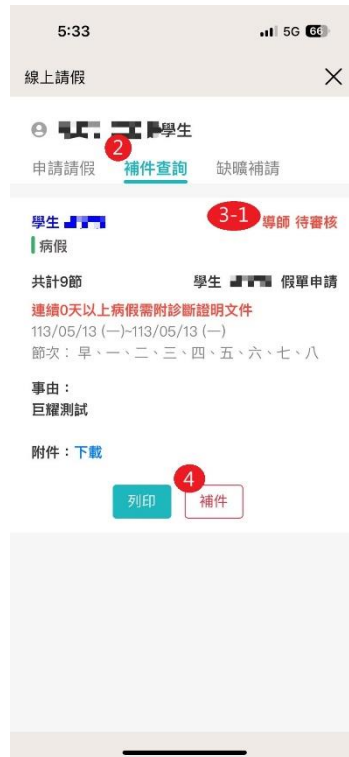 5:33 5G 66
線上請假
學生
2
申請請假 補件查詢 缺曠補請
學生 3-1 導師 待審核
病假
共計9節 學生 假單申請
連續0天以上病假需附診斷證明文件
113/05/13 (一)~113/05/13 (一)
節次：早、一、二、三、四、五、六、七、八
事由：
巨耀測試
附件：下載
4
列印 補件